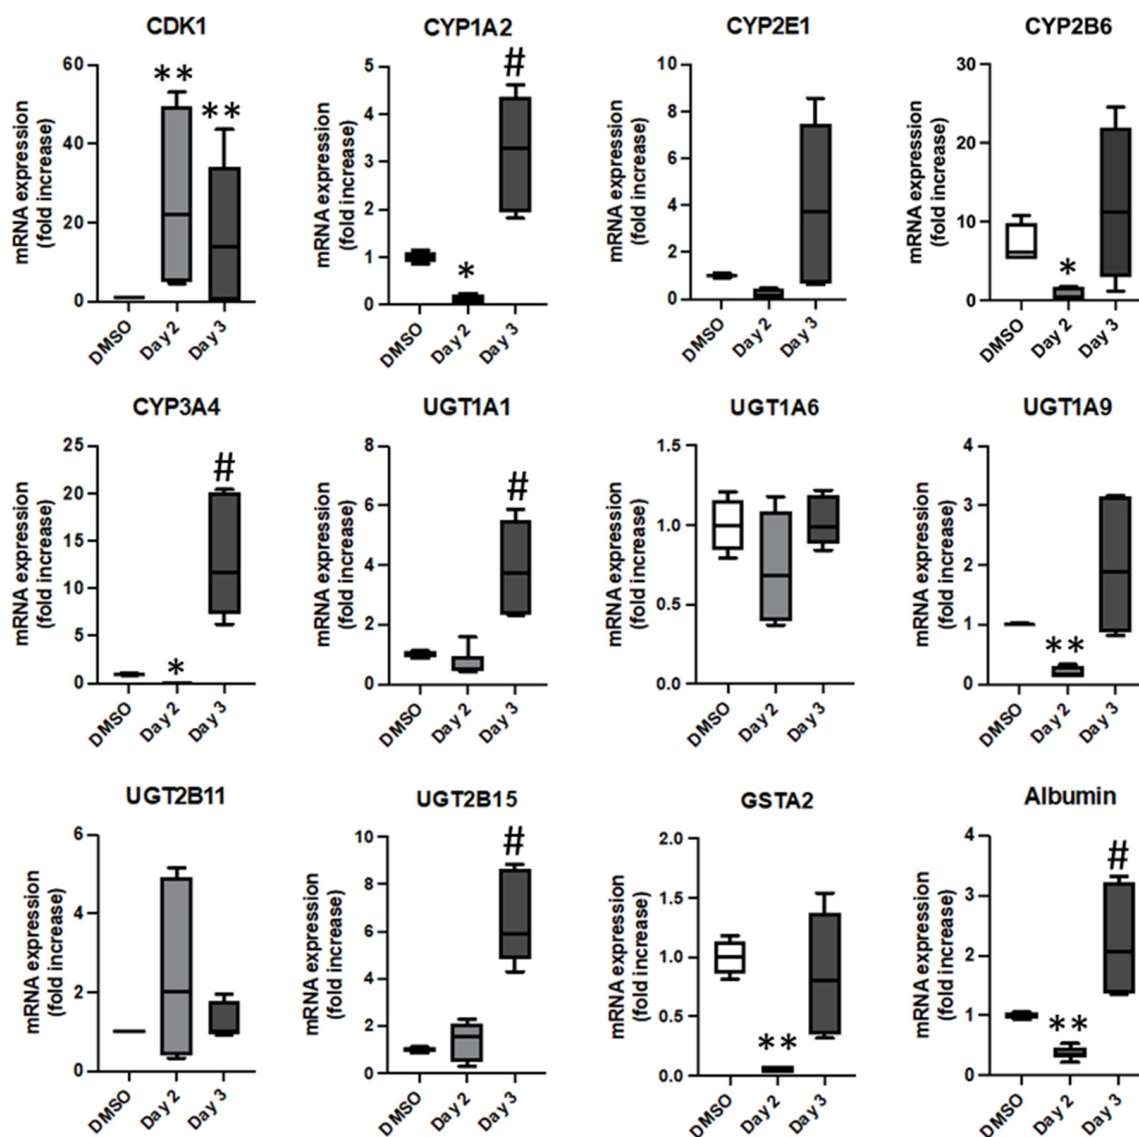 CDK1
mRNA expression
(fold increase)
60
40
20
0
**
**
DMSO
Day 2
Day 3
CYP1A2
mRNA expression
(fold increase)
5
4
3
2
1
0
*
#
DMSO
Day 2
Day 3
CYP2E1
mRNA expression
(fold increase)
10
8
6
4
2
0
DMSO
Day 2
Day 3
CYP2B6
mRNA expression
(fold increase)
30
20
10
0
*
DMSO
Day 2
Day 3
CYP3A4
mRNA expression
(fold increase)
25
20
15
10
5
0
*
#
DMSO
Day 2
Day 3
UGT1A1
mRNA expression
(fold increase)
8
6
4
2
0
#
DMSO
Day 2
Day 3
UGT1A6
mRNA expression
(fold increase)
1.5
1.0
0.5
0.0
DMSO
Day 2
Day 3
UGT1A9
mRNA expression
(fold increase)
4
3
2
1
0
**
DMSO
Day 2
Day 3
UGT2B11
mRNA expression
(fold increase)
6
4
2
0
DMSO
Day 2
Day 3
UGT2B15
mRNA expression
(fold increase)
10
8
6
4
2
0
#
DMSO
Day 2
Day 3
GSTA2
mRNA expression
(fold increase)
2.0
1.5
1.0
0.5
0.0
**
DMSO
Day 2
Day 3
Albumin
mRNA expression
(fold increase)
4
3
2
1
0
**
#
DMSO
Day 2
Day 3